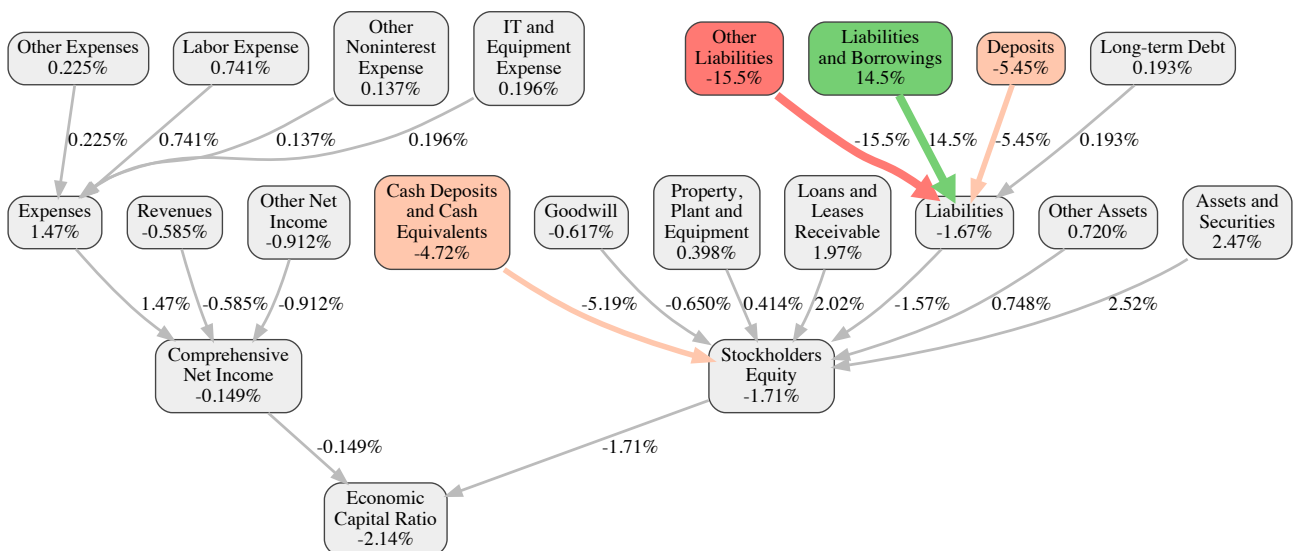 Other Expenses
0.225%
Labor Expense
0.741%
Other
Noninterest
Expense
0.137%
IT and
Equipment
Expense
0.196%
Other
Liabilities
-15.5%
Liabilities
and Borrowings
14.5%
Deposits
-5.45%
Long-term Debt
0.193%
0.225%
0.741%
0.137%
0.196%
-15.5%
14.5%
-5.45%
0.193%
Expenses
1.47%
Revenues
-0.585%
Other Net
Income
-0.912%
Cash Deposits
and Cash
Equivalents
-4.72%
Goodwill
-0.617%
Property,
Plant and
Equipment
0.398%
Loans and
Leases
Receivable
1.97%
Liabilities
-1.67%
Other Assets
0.720%
Assets and
Securities
2.47%
1.47%
-0.585%
-0.912%
-5.19%
-0.650%
0.414%
2.02%
-1.57%
0.748%
2.52%
Comprehensive
Net Income
-0.149%
Stockholders
Equity
-1.71%
-0.149%
-1.71%
Economic
Capital Ratio
-2.14%